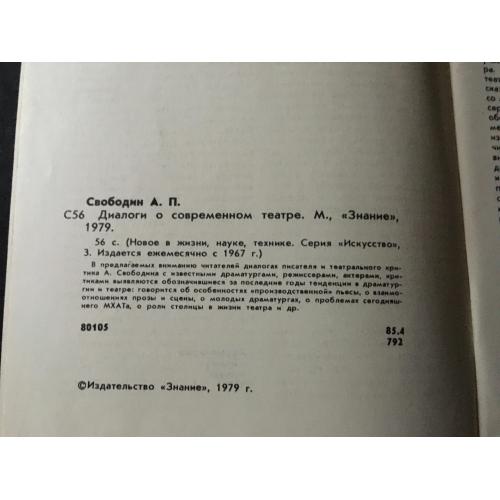 Свободин А. П.
С56 Диалоги о современном театре. М., «Знание»,
1979.
56 с. (Новое в жизни, науке, технике. Серия «Искусство»,
3. Издается ежемесячно с 1967 г.)
В предлагаемых вниманию читателей диалогах писателя и театрального кри-
тика А. Свободина с известными драматургами, режиссерами, актерами, кри-
тиками выявляются обозначившиеся за последние годы тенденции в драматур-
гии и театре: говорится об особенностях «производственной» пьесы, о взаимо-
отношениях прозы и сцены, о молодых драматургах, о проблемах сегодняш-
него МХАТа, о роли столицы в жизни театра и др.
80105 85.4
792
©Издательство «Знание», 1979 г.